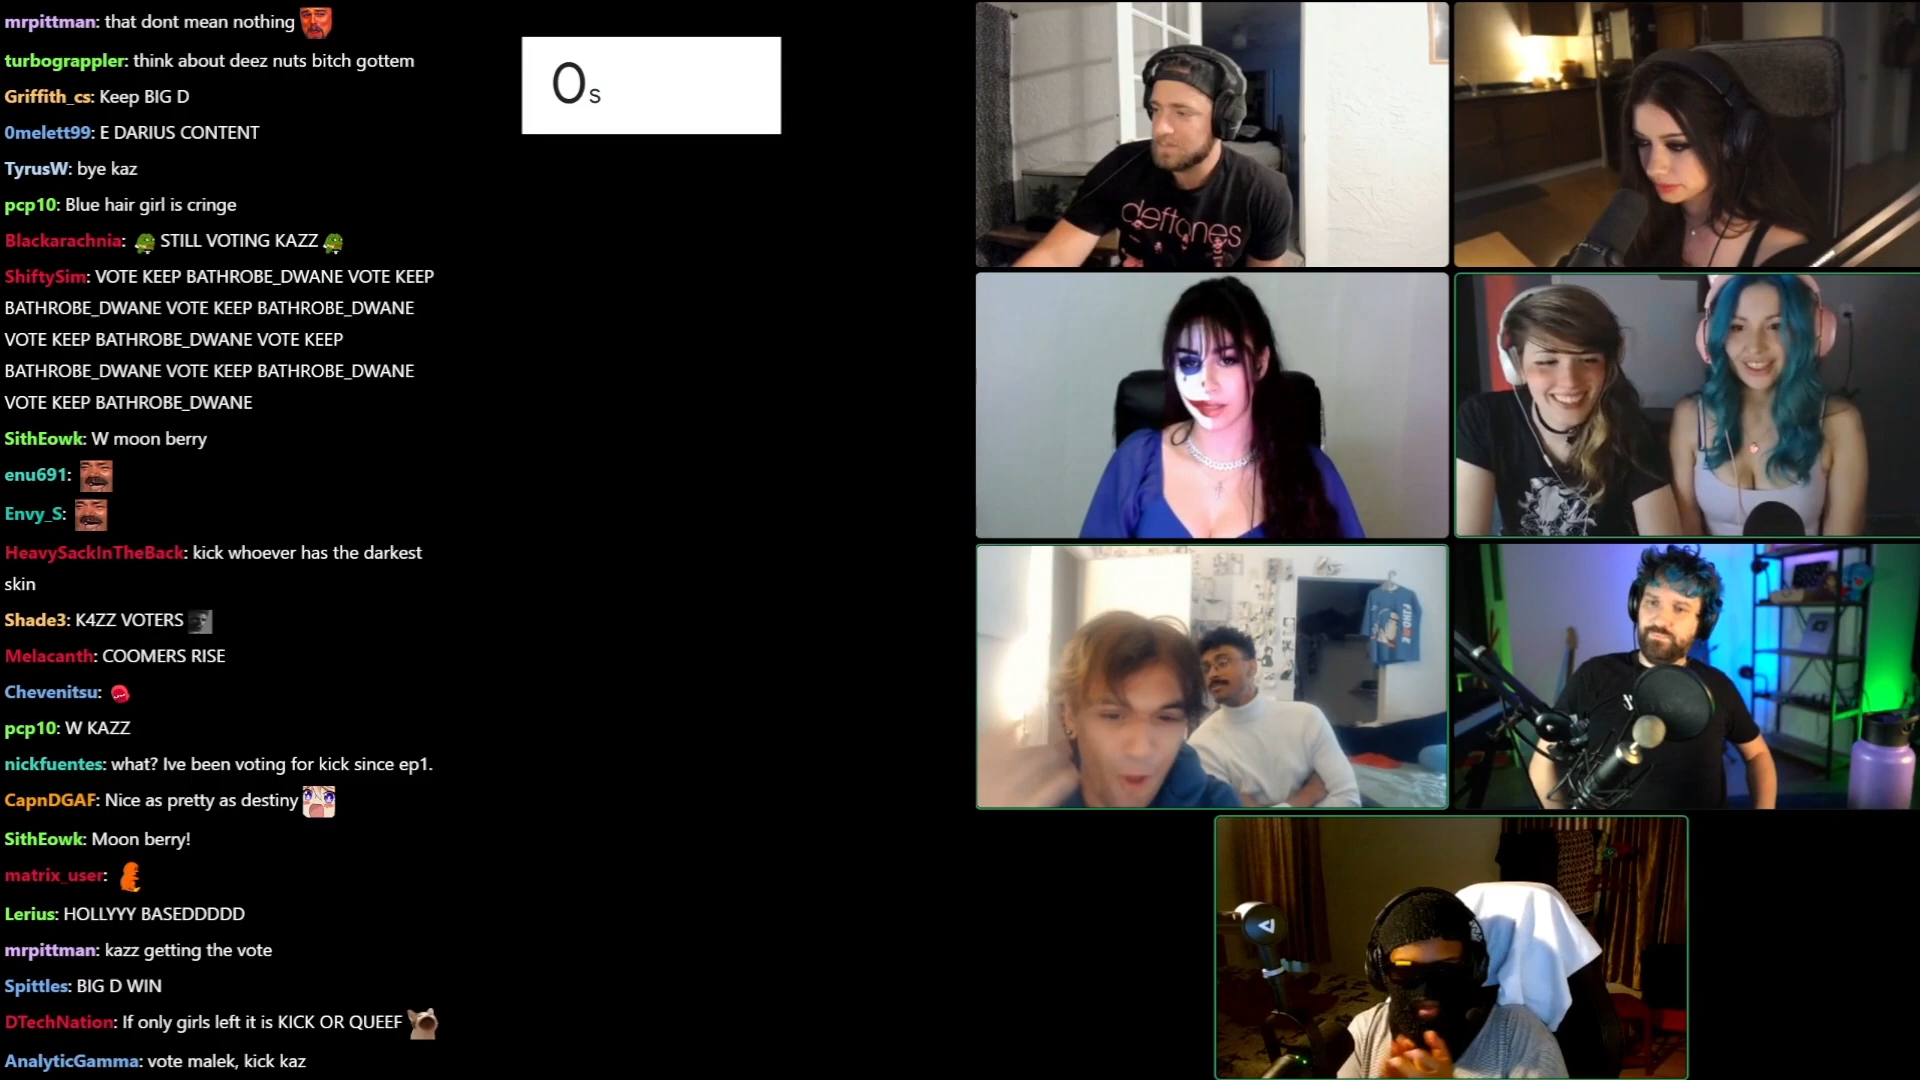 mrpittman: that dont mean nothing
turbograppler: think about deez nuts bitch gottem
Griffith_cs: Keep BIG D
0melett99: E DARIUS CONTENT
TyrusW: bye kaz
pcp10: Blue hair girl is cringe
Blackarachnia: STILL VOTING KAZZ
ShiftySim: VOTE KEEP BATHROBE_DWANE VOTE KEEP
BATHROBE_DWANE VOTE KEEP BATHROBE_DWANE
VOTE KEEP BATHROBE_DWANE VOTE KEEP
BATHROBE_DWANE VOTE KEEP BATHROBE_DWANE
VOTE KEEP BATHROBE_DWANE
SithEowk: W moon berry
enu691:
Envy_S:
HeavySackInTheBack: kick whoever has the darkest
skin
Shade3: K4ZZ VOTERS
Melacanth: COOMERS RISE
Chevenitsu:
pcp10: W KAZZ
nickfuentes: what? Ive been voting for kick since ep1.
CapnDGAF: Nice as pretty as destiny
SithEowk: Moon berry!
matrix_user:
Lerius: HOLLYYY BASEDDDDD
mrpittman: kazz getting the vote
Spittles: BIG D WIN
DTechNation: If only girls left it is KICK OR QUEEF
AnalyticGamma: vote malek, kick kaz
0s
deftones